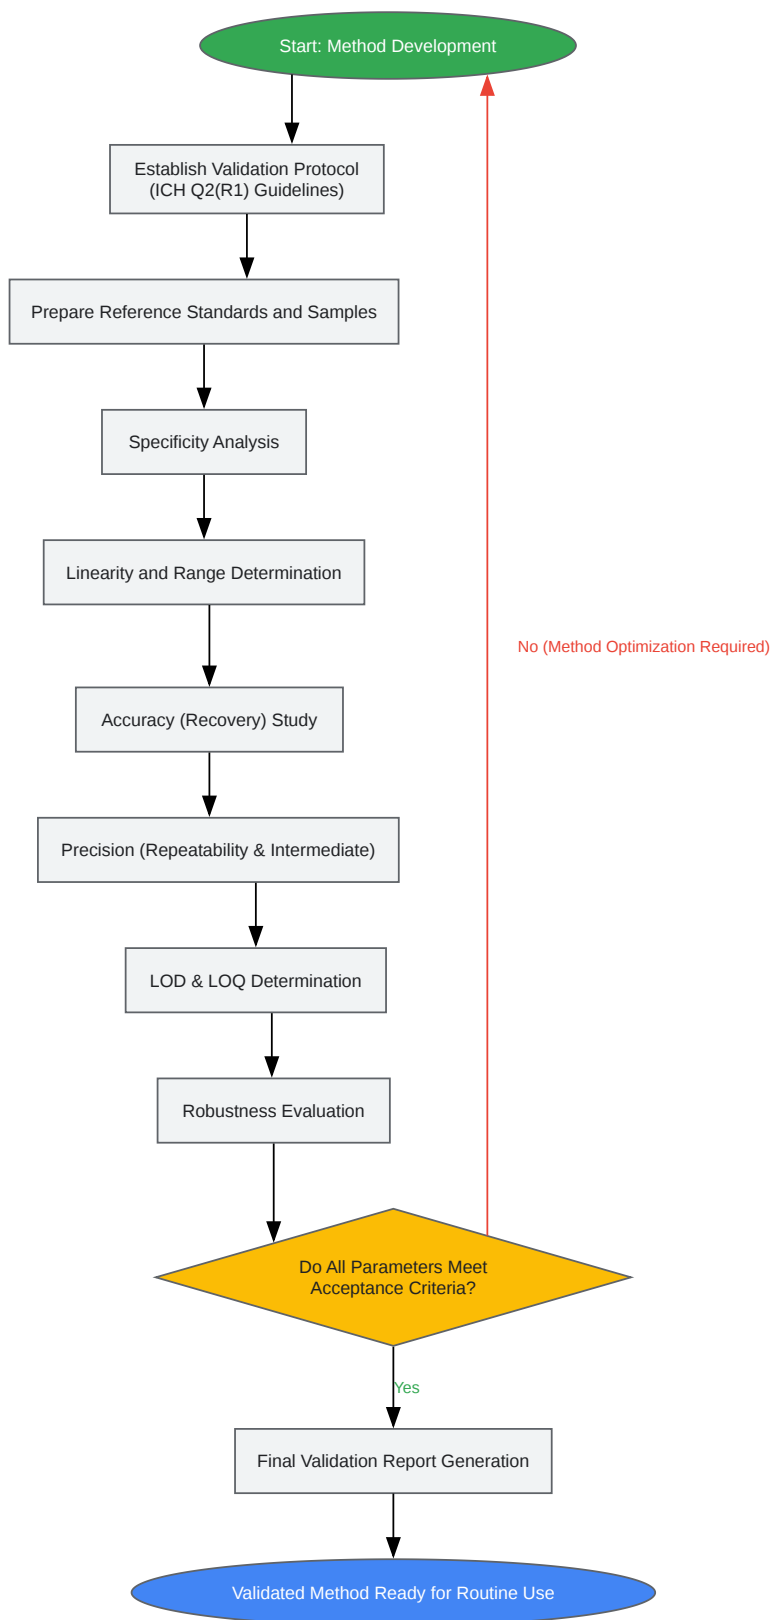 Start: Method Development
Establish Validation Protocol
(ICH Q2(R1) Guidelines)
Prepare Reference Standards and Samples
Specificity Analysis
Linearity and Range Determination
No (Method Optimization Required)
Accuracy (Recovery) Study
Precision (Repeatability & Intermediate)
LOD & LOQ Determination
Robustness Evaluation
Do All Parameters Meet
Acceptance Criteria?
Yes
Final Validation Report Generation
Validated Method Ready for Routine Use